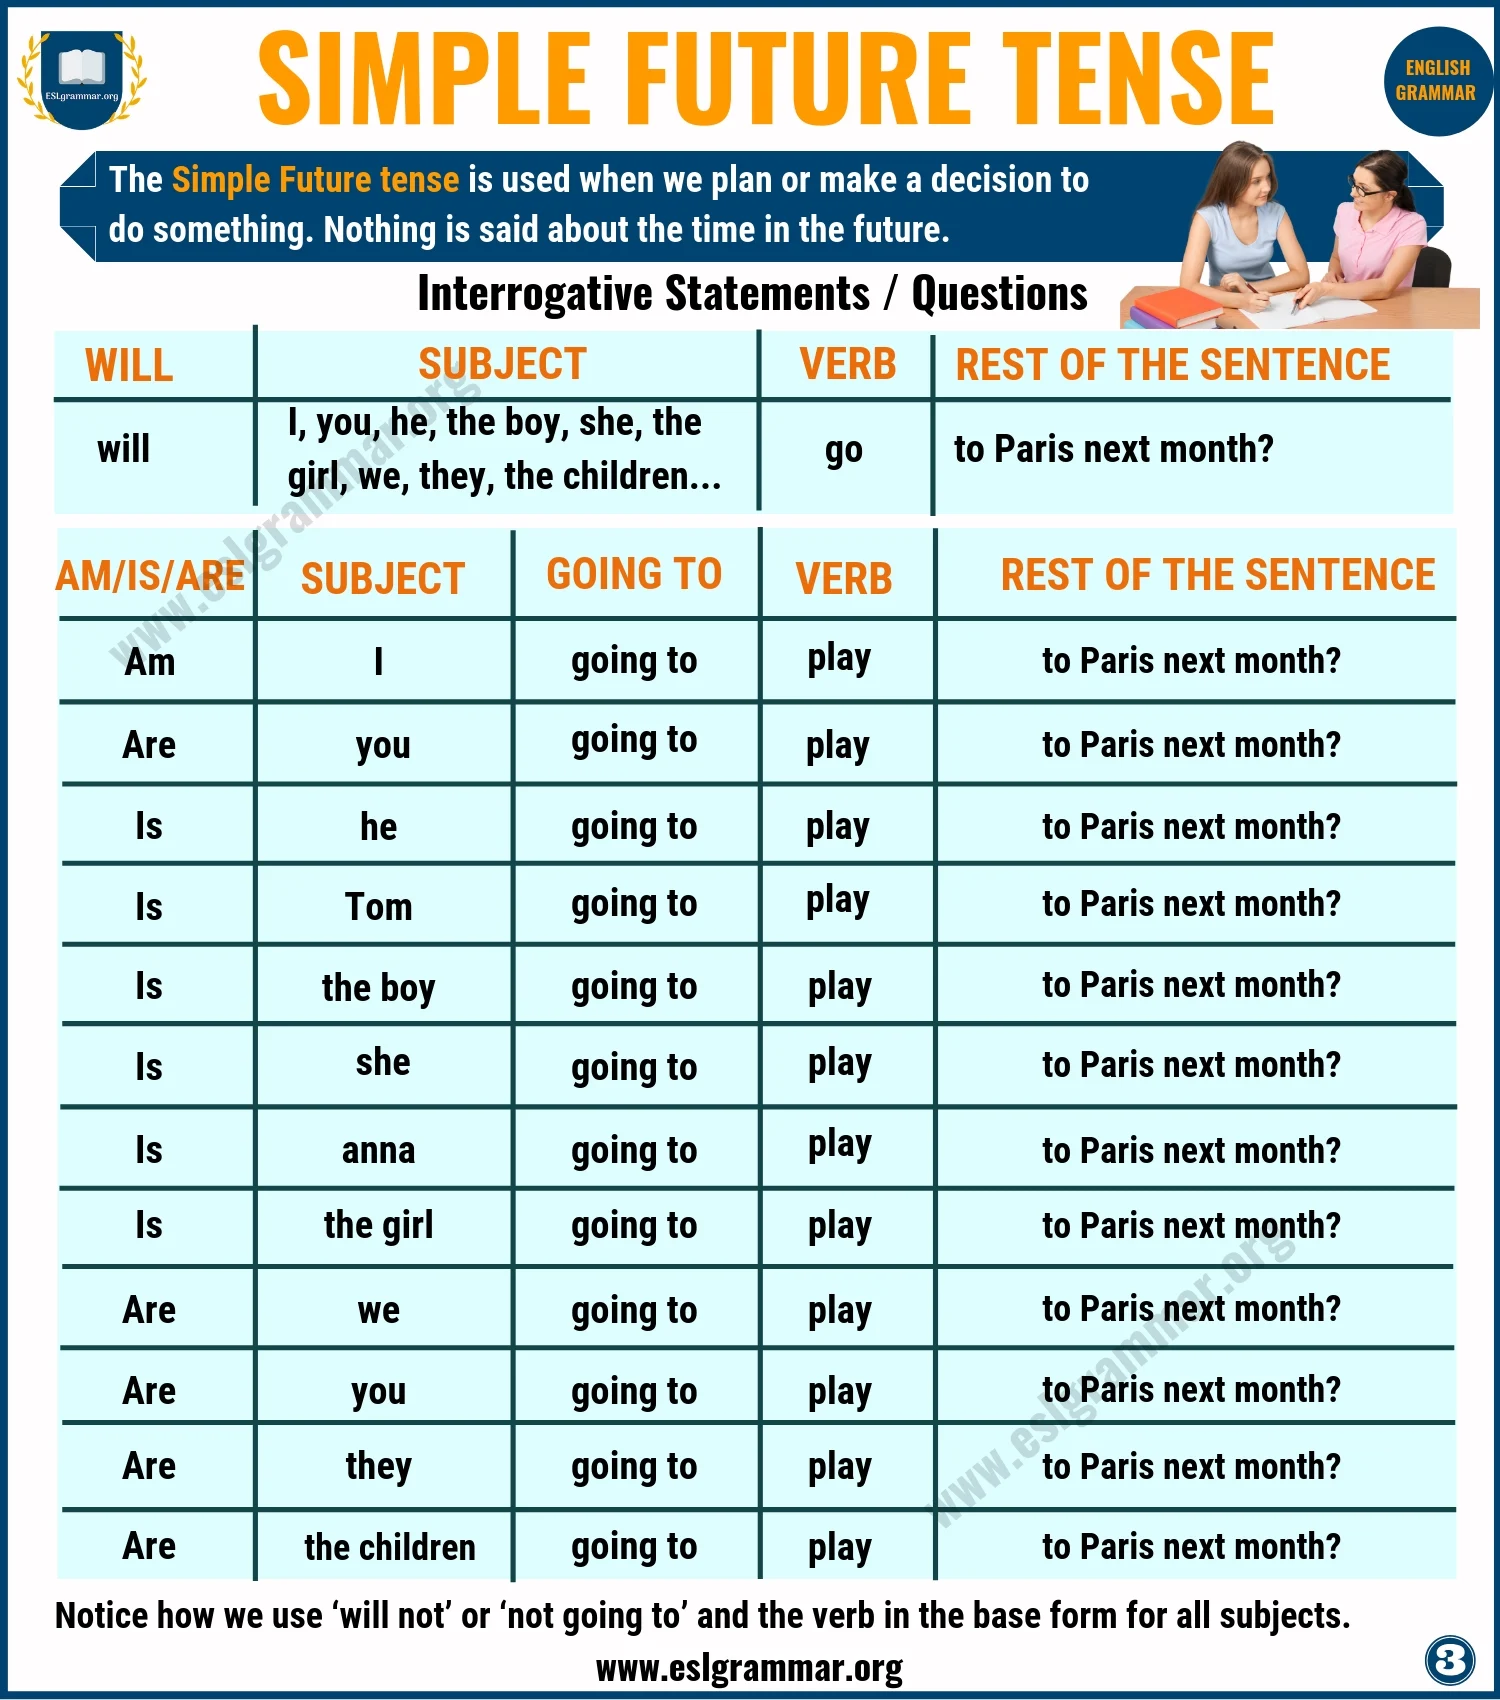 ESLgrammar.org
SIMPLE FUTURE TENSE
ENGLISH
GRAMMAR
The Simple Future tense is used when we plan or make a decision to
do something. Nothing is said about the time in the future.
Interrogative Statements / Questions
WILL SUBJECT VERB REST OF THE SENTENCE
will I, you, he, the boy, she, the girl, we, they, the children... go to Paris next month?
AM/IS/ARE SUBJECT GOING TO VERB REST OF THE SENTENCE
Am I going to play to Paris next month?
Are you going to play to Paris next month?
Is he going to play to Paris next month?
Is Tom going to play to Paris next month?
Is the boy going to play to Paris next month?
Is she going to play to Paris next month?
Is anna going to play to Paris next month?
Is the girl going to play to Paris next month?
Are we going to play to Paris next month?
Are you going to play to Paris next month?
Are they going to play to Paris next month?
Are the children going to play to Paris next month?
Notice how we use ‘will not’ or ‘not going to’ and the verb in the base form for all subjects.
www.eslgrammar.org
3
www.eslgrammar.org
www.eslgrammar.org